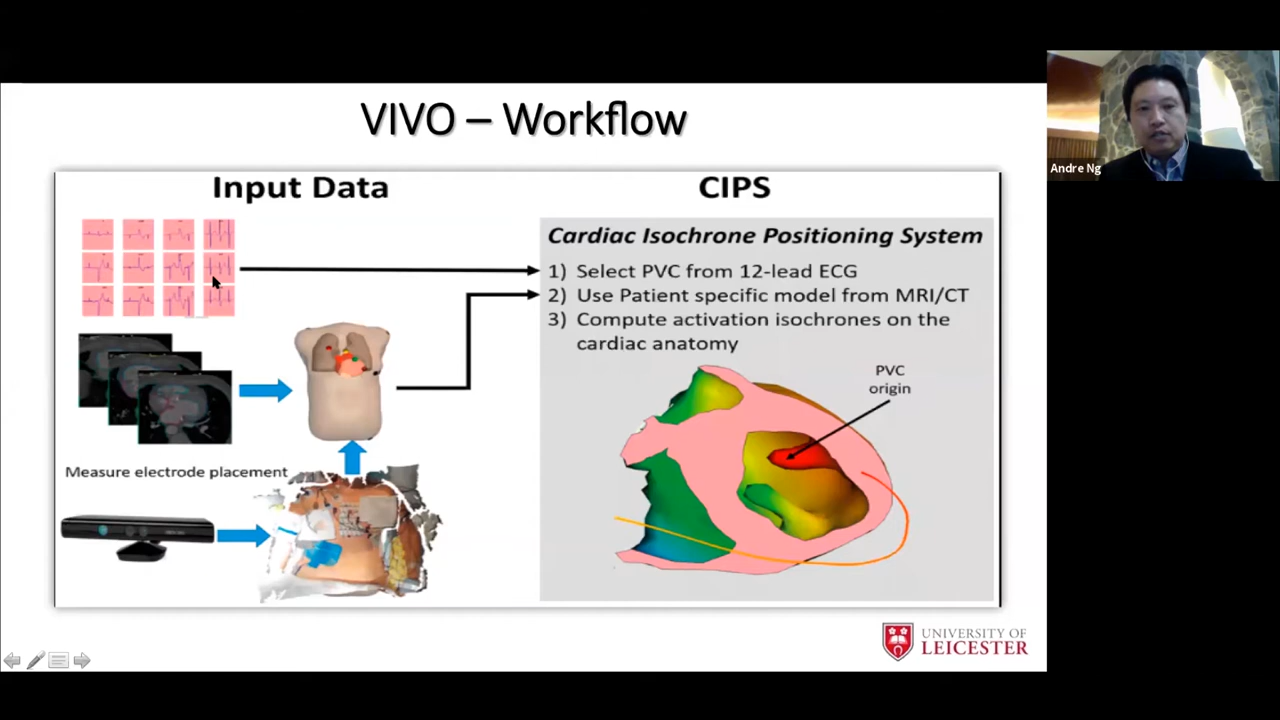 VIVO – Workflow
Input Data
CIPS
Cardiac Isochrone Positioning System
1) Select PVC from 12-lead ECG
2) Use Patient specific model from MRI/CT
3) Compute activation isochrones on the
cardiac anatomy
PVC
origin
Measure electrode placement
UNIVERSITY OF
LEICESTER
Andre Ng